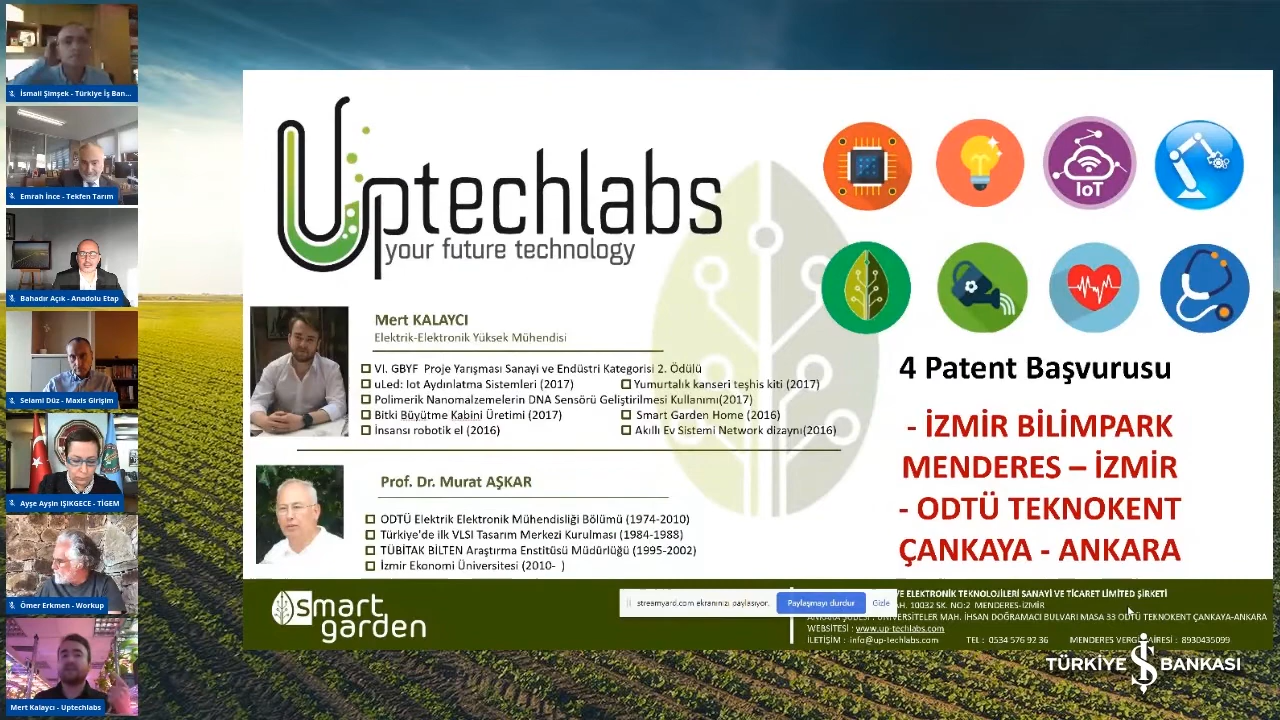 İsmail Şimşek - Türkiye İş Ban...
Emrah İnce - Tekfen Tarım
Bahadır Açık - Anadolu Etap
Selami Düz - Maxis Girişim
Ayşe Ayşin IŞIKGECE - TİGEM
Ömer Erkmen - Workup
Mert Kalaycı - Uptechlabs
Uptechlabs
your future technology
IoT
Mert KALAYCI
Elektrik-Elektronik Yüksek Mühendisi
VI. GBYF Proje Yarışması Sanayi ve Endüstri Kategorisi 2. Ödülü
uLed: Iot Aydınlatma Sistemleri (2017) Yumurtalık kanseri teşhis kiti (2017)
Polimerik Nanomalzemelerin DNA Sensörü Geliştirilmesi Kullanımı(2017)
Bitki Büyütme Kabini Üretimi (2017) Smart Garden Home (2016)
İnsansı robotik el (2016) Akıllı Ev Sistemi Network dizaynı(2016)
Prof. Dr. Murat AŞKAR
ODTÜ Elektrik Elektronik Mühendisliği Bölümü (1974-2010)
Türkiye'de ilk VLSI Tasarım Merkezi Kurulması (1984-1988)
TÜBİTAK BİLTEN Araştırma Enstitüsü Müdürlüğü (1995-2002)
İzmir Ekonomi Üniversitesi (2010- )
4 Patent Başvurusu
- İZMİR BİLİMPARK
MENDERES – İZMİR
- ODTÜ TEKNOKENT
ÇANKAYA - ANKARA
smart
garden
streamyard.com ekranınızı paylaşıyor. Paylaşmayı durdur Gizle
VE ELEKTRONİK TEKNOLOJİLERİ SANAYİ VE TİCARET LİMİTED ŞİRKETİ
MAH. 10032 SK. NO:2 MENDERES-İZMİR
ANKARA ŞUBESİ : ÜNİVERSİTELER MAH. İHSAN DOĞRAMACI BULVARI MASA 33 ODTÜ TEKNOKENT ÇANKAYA-ANKARA
WEBSİTESİ : www.up-techlabs.com
İLETİŞİM : info@up-techlabs.com TEL : 0534 576 92 36 MENDERES VERGİ DAİRESİ : 8930435099
TÜRKİYE İŞ BANKASI